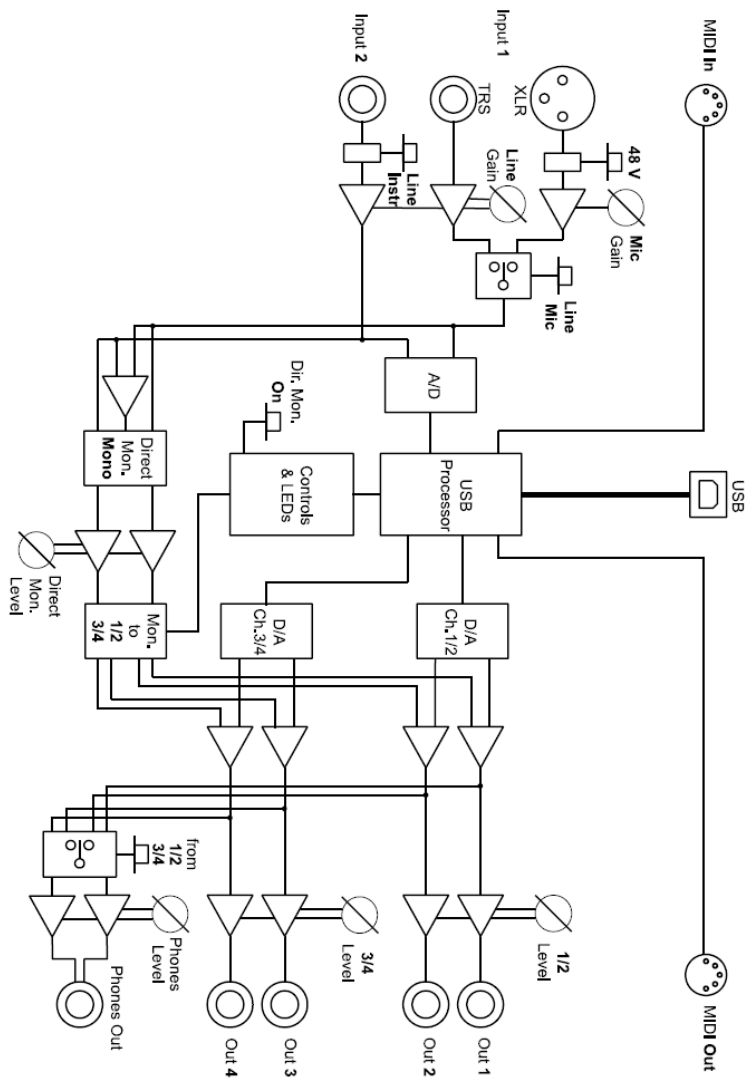 MIDI In
USB
MIDI Out
Input 1
XLR
TRS
Input 2
48 V
Mic
Gain
Line
Gain
Line
Instr
Line
Mic
A/D
USB
Processor
Controls
& LEDs
Dir. Mon.
On
Direct
Mon.
Mono
Direct
Mon.
Level
Mon.
to
1/2
3/4
D/A
Ch.1/2
D/A
Ch.3/4
1/2
Level
3/4
Level
from
1/2
3/4
Phones
Level
Out 1
Out 2
Out 3
Out 4
Phones Out